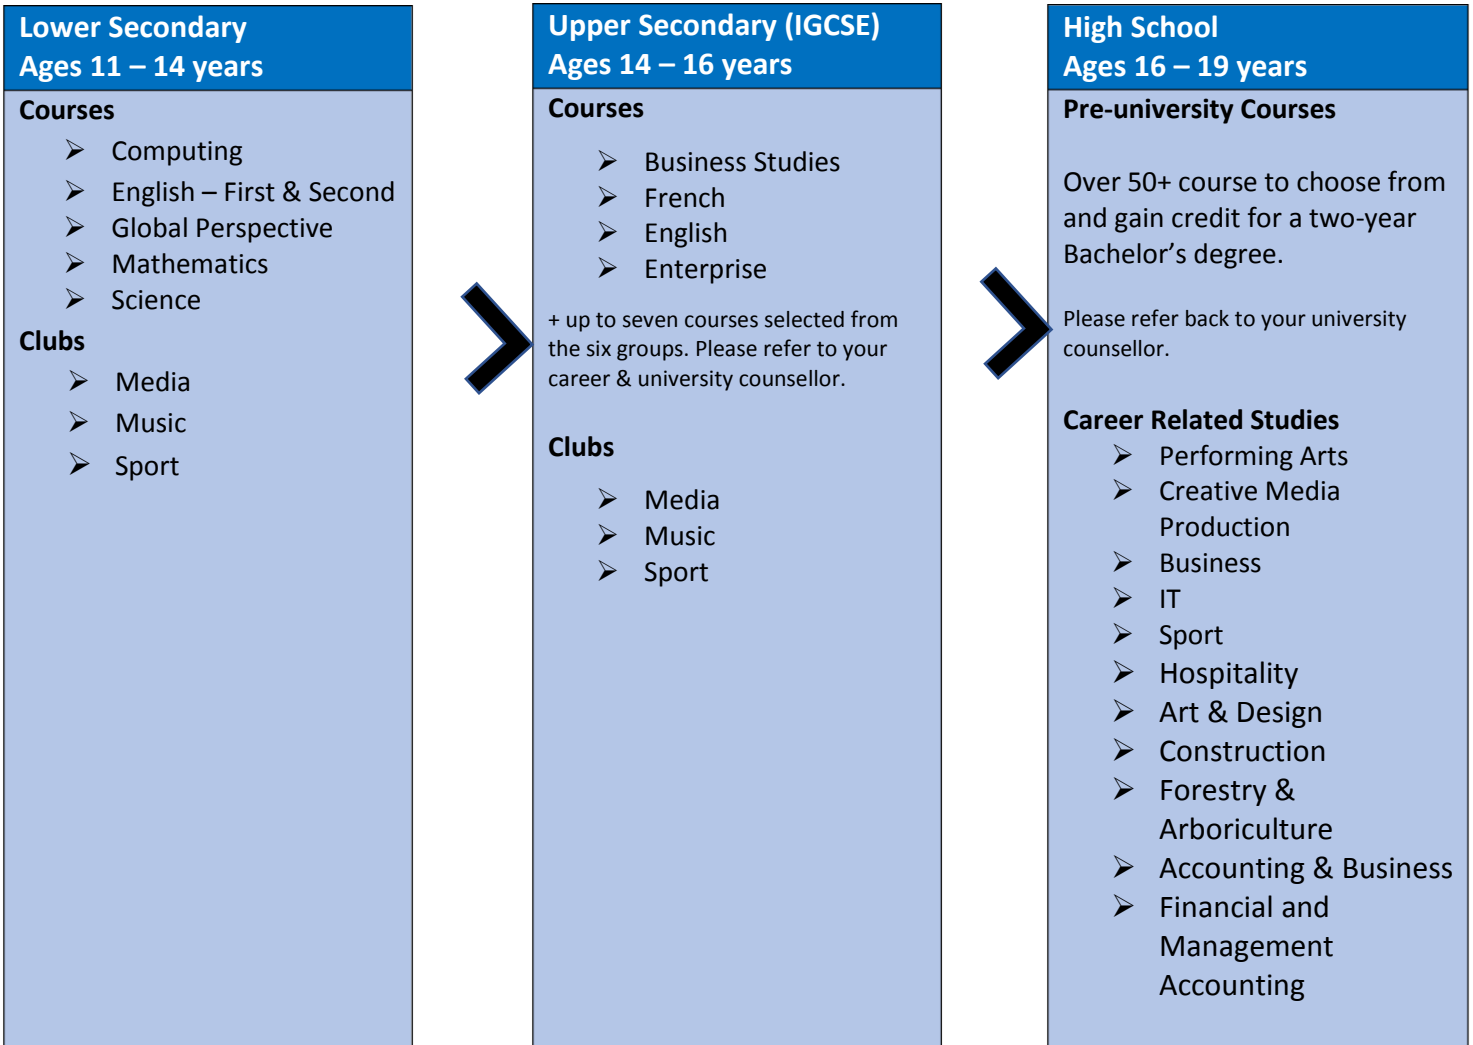 Lower Secondary
Ages 11 – 14 years
Courses
➢ Computing
➢ English – First & Second
➢ Global Perspective
➢ Mathematics
➢ Science
Clubs
➢ Media
➢ Music
➢ Sport
Upper Secondary (IGCSE)
Ages 14 – 16 years
Courses
➢ Business Studies
➢ French
➢ English
➢ Enterprise
+ up to seven courses selected from
the six groups. Please refer to your
career & university counsellor.
Clubs
➢ Media
➢ Music
➢ Sport
High School
Ages 16 – 19 years
Pre-university Courses
Over 50+ course to choose from
and gain credit for a two-year
Bachelor’s degree.
Please refer back to your university
counsellor.
Career Related Studies
➢ Performing Arts
➢ Creative Media
Production
➢ Business
➢ IT
➢ Sport
➢ Hospitality
➢ Art & Design
➢ Construction
➢ Forestry &
Arboriculture
➢ Accounting & Business
➢ Financial and
Management
Accounting